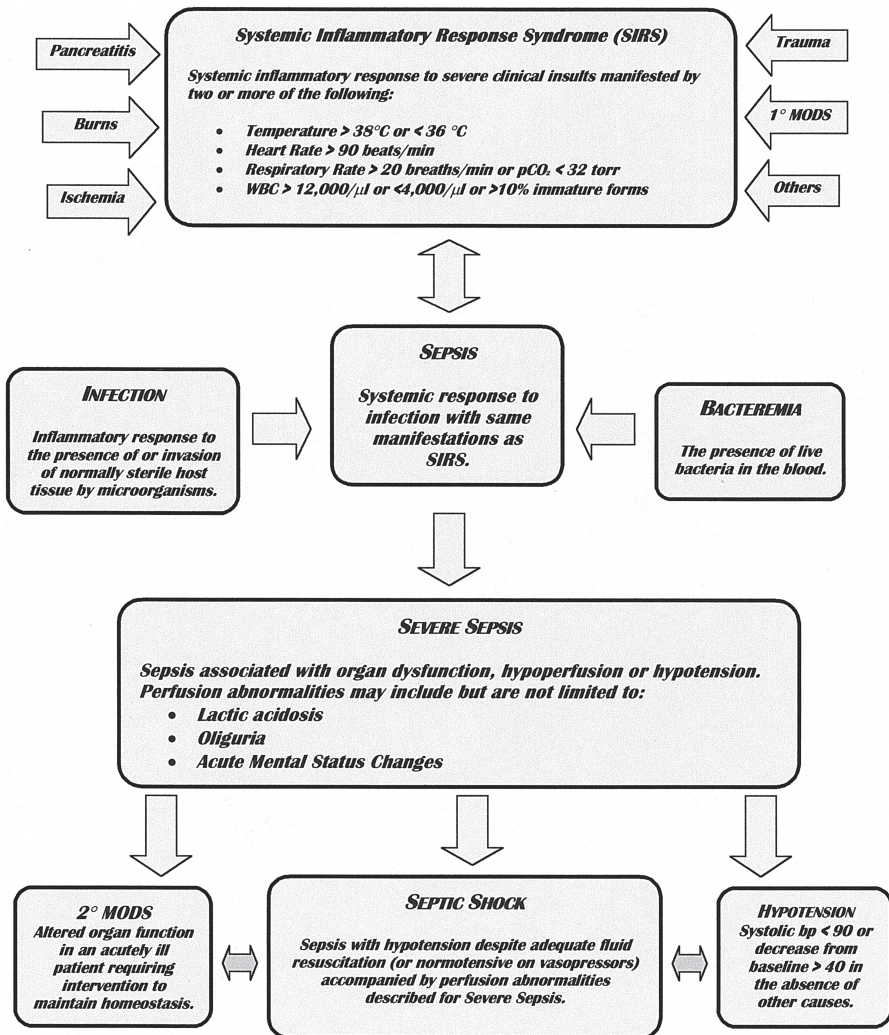 Systemic Inflammatory Response Syndrome (SIRS)
Systemic inflammatory response to severe clinical insults manifested by
two or more of the following:
• Temperature > 38°C or < 36 °C
• Heart Rate > 90 beats/min
• Respiratory Rate > 20 breaths/min or pCO₂ < 32 torr
• WBC > 12,000/μl or <4,000/μl or >10% immature forms
Pancreatitis
Burns
Ischemia
Trauma
1° MODS
Others
SEPSIS
Systemic response to
infection with same
manifestations as
SIRS.
INFECTION
Inflammatory response to
the presence of or invasion
of normally sterile host
tissue by microorganisms.
BACTEREMIA
The presence of live
bacteria in the blood.
SEVERE SEPSIS
Sepsis associated with organ dysfunction, hypoperfusion or hypotension.
Perfusion abnormalities may include but are not limited to:
• Lactic acidosis
• Oliguria
• Acute Mental Status Changes
2° MODS
Altered organ function
in an acutely ill
patient requiring
intervention to
maintain homeostasis.
SEPTIC SHOCK
Sepsis with hypotension despite adequate fluid
resuscitation (or normotensive on vasopressors)
accompanied by perfusion abnormalities
described for Severe Sepsis.
HYPOTENSION
Systolic bp < 90 or
decrease from
baseline > 40 in
the absence of
other causes.